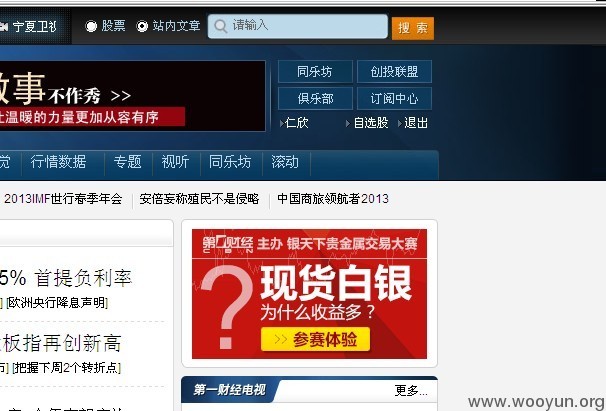 宁夏卫视 股票 站内文章 请输入 搜 索
同乐坊 创投联盟
做事不作秀 >>
俱乐部 订阅中心
让温暖的力量更加从容有序
仁欣 自选股 退出
觉 行情数据 专题 视听 同乐坊 滚动
2013IMF世行春季年会 安倍妄称殖民不是侵略 中国商旅领航者2013
第一财经 主办 银天下贵金属交易大赛
5% 首提负利率
现货白银
] [欧洲央行降息声明]
为什么收益多?
>> 参赛体验
板指再创新高
] [把握下周2个转折点]
第一财经电视 更多...
www.wooyun.org